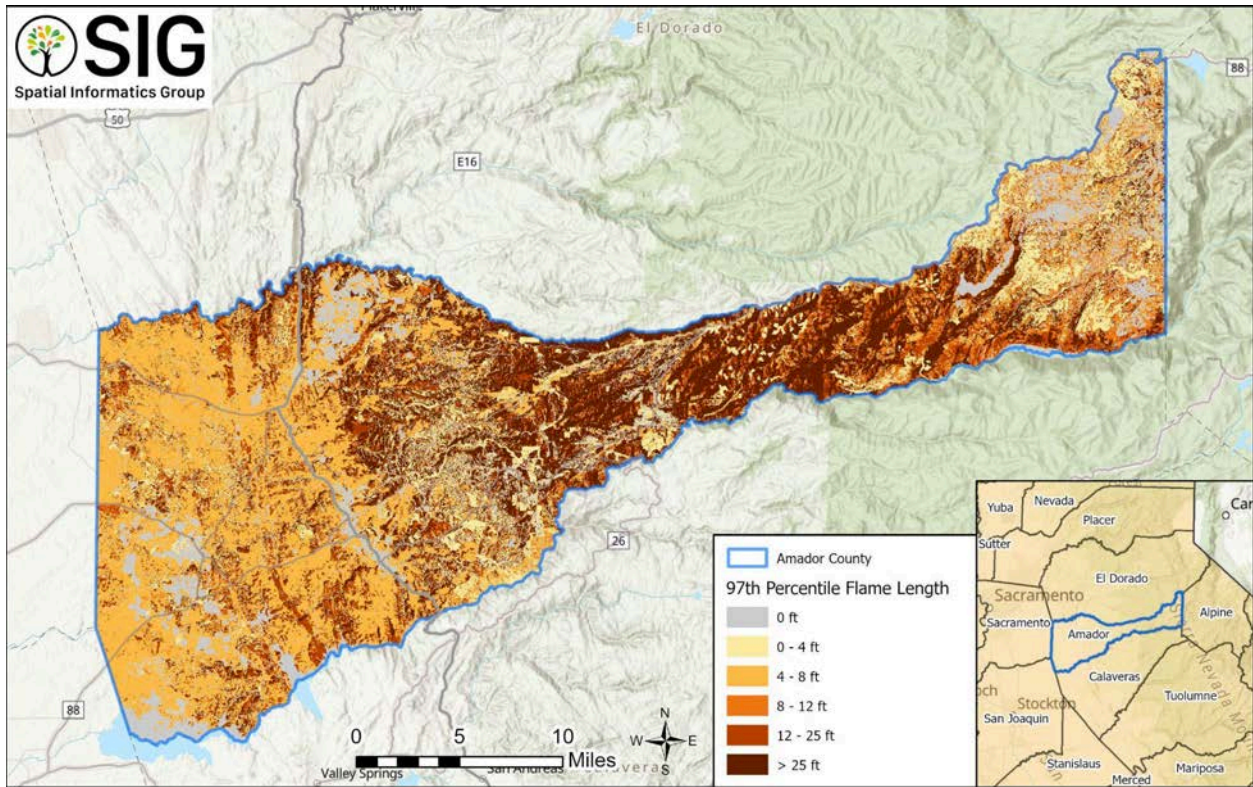 Placerville
El Dorado
SIG
Spatial Informatics Group
50
E16
88
26
88
Valley Springs
San Andreas
Calavera
0 5 10
Miles
N
W E
S
Amador County
97th Percentile Flame Length
0 ft
0 - 4 ft
4 - 8 ft
8 - 12 ft
12 - 25 ft
> 25 ft
Yuba
Nevada
Placer
Sutter
Car
El Dorado
Sacramento
Sacramento
Amador
Alpine
Calaveras
Nevada
Stockton
Tuolumne
San Joaquin
Stanislaus
Merced
Mariposa